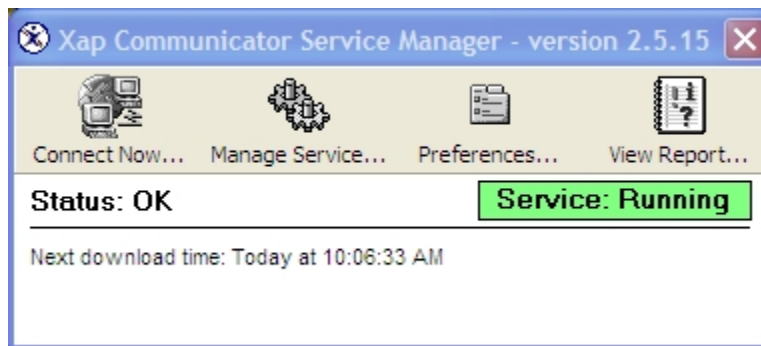 Xap Communicator Service Manager - version 2.5.15
Connect Now... Manage Service... Preferences... View Report...
Status: OK Service: Running
Next download time: Today at 10:06:33 AM